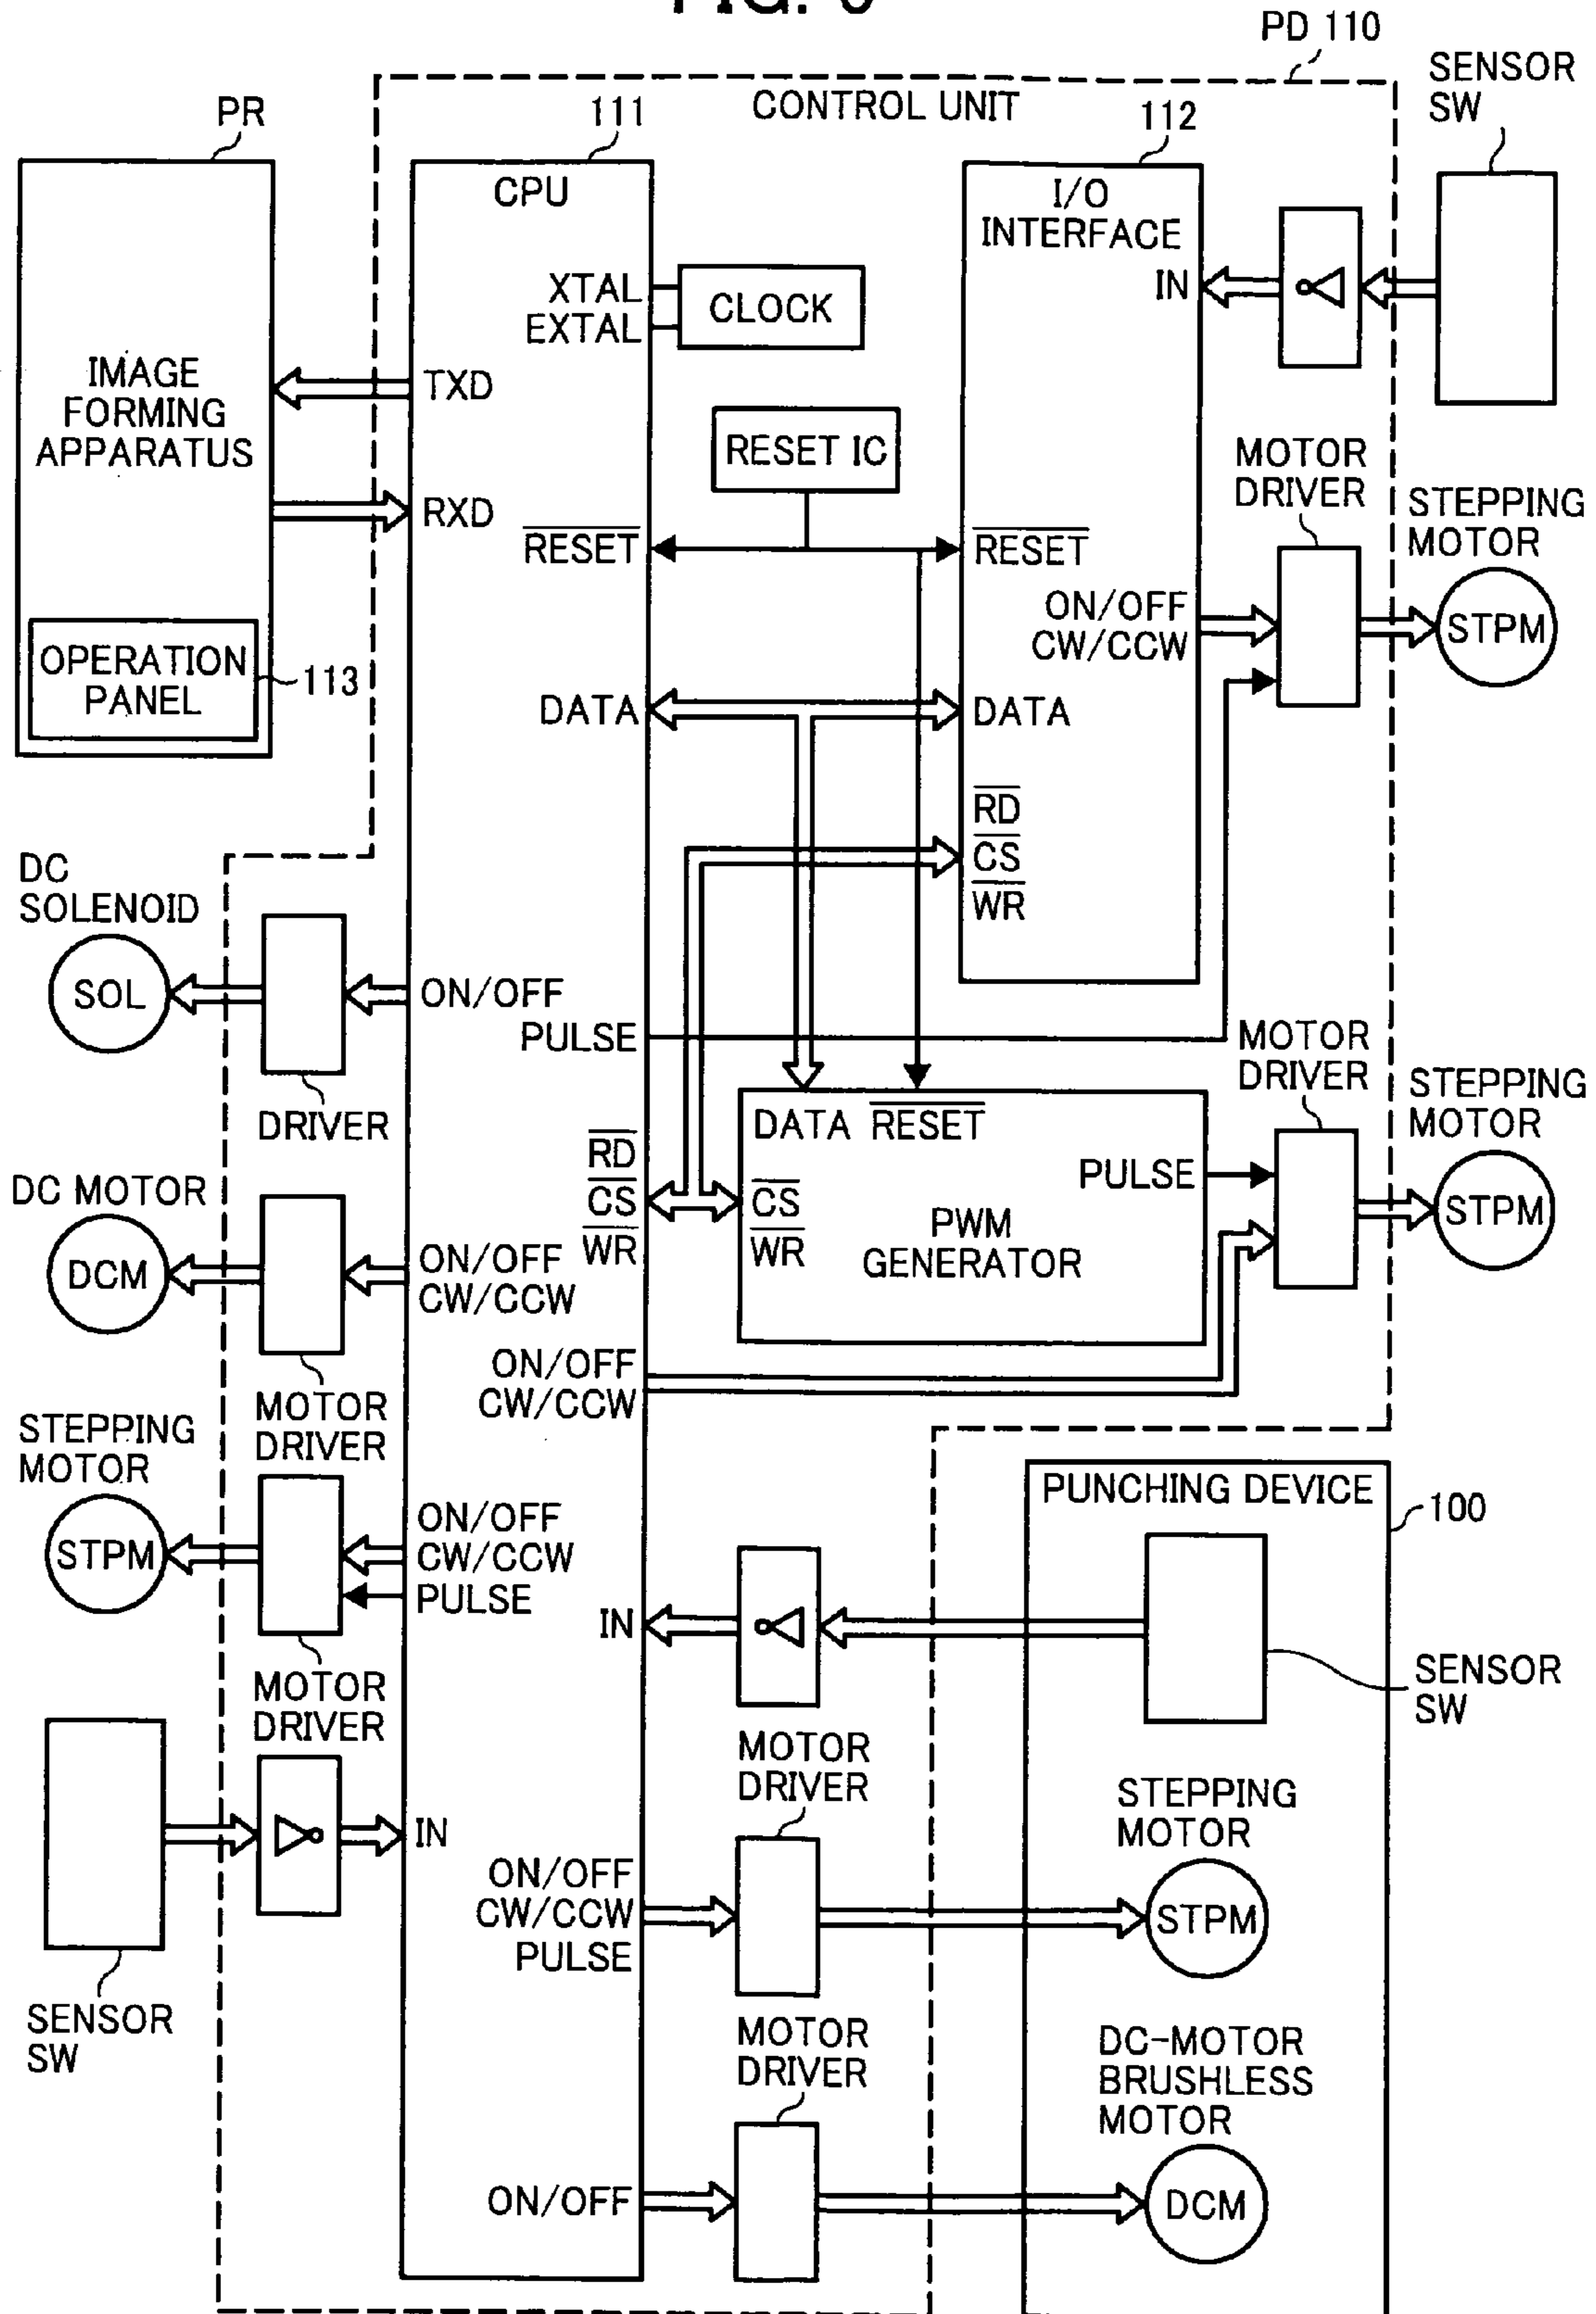 PD 110
SENSOR
SW
PR
111
CONTROL UNIT
112
CPU
I/O
INTERFACE
XTAL
EXTAL
CLOCK
IN
IMAGE
FORMING
APPARATUS
TXD
RESET IC
MOTOR
DRIVER
RXD
RESET
RESET
STEPPING
MOTOR
ON/OFF
CW/CCW
STPM
OPERATION
PANEL
113
DATA
DATA
RD
CS
WR
DC
SOLENOID
SOL
ON/OFF
PULSE
DRIVER
MOTOR
DRIVER
STEPPING
MOTOR
DATA RESET
RD
CS
WR
PULSE
CS
WR
PWM
GENERATOR
STPM
DC MOTOR
DCM
ON/OFF
CW/CCW
MOTOR
DRIVER
ON/OFF
CW/CCW
STEPPING
MOTOR
STPM
ON/OFF
CW/CCW
PULSE
MOTOR
DRIVER
PUNCHING DEVICE
100
IN
SENSOR
SW
MOTOR
DRIVER
STEPPING
MOTOR
IN
ON/OFF
CW/CCW
PULSE
STPM
SENSOR
SW
MOTOR
DRIVER
DC-MOTOR
BRUSHLESS
MOTOR
ON/OFF
DCM